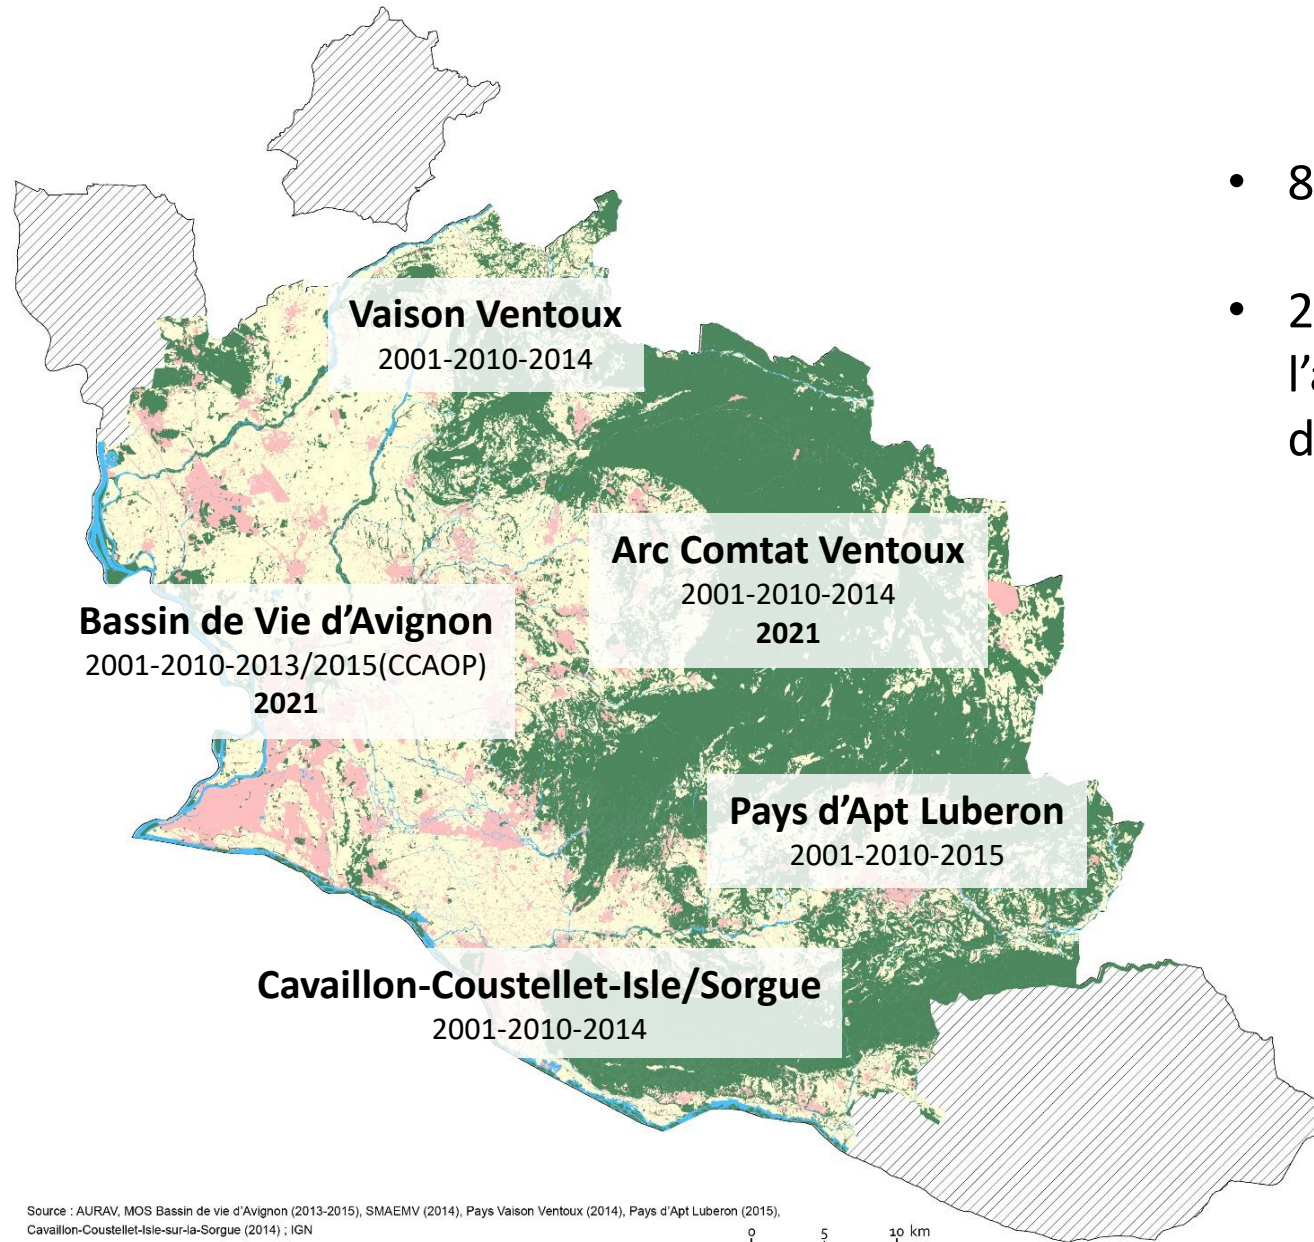 Vaison Ventoux
2001-2010-2014
Arc Comtat Ventoux
2001-2010-2014
2021
Bassin de Vie d’Avignon
2001-2010-2013/2015(CCAOP)
2021
Pays d’Apt Luberon
2001-2010-2015
Cavaillon-Coustellet-Isle/Sorgue
2001-2010-2014
• 8
• 2
l’a
d
Source : AURAV, MOS Bassin de vie d'Avignon (2013-2015), SMAEMV (2014), Pays Vaison Ventoux (2014), Pays d'Apt Luberon (2015),
Cavaillon-Coustellet-Isle-sur-la-Sorgue (2014) ; IGN
0 5 10 km